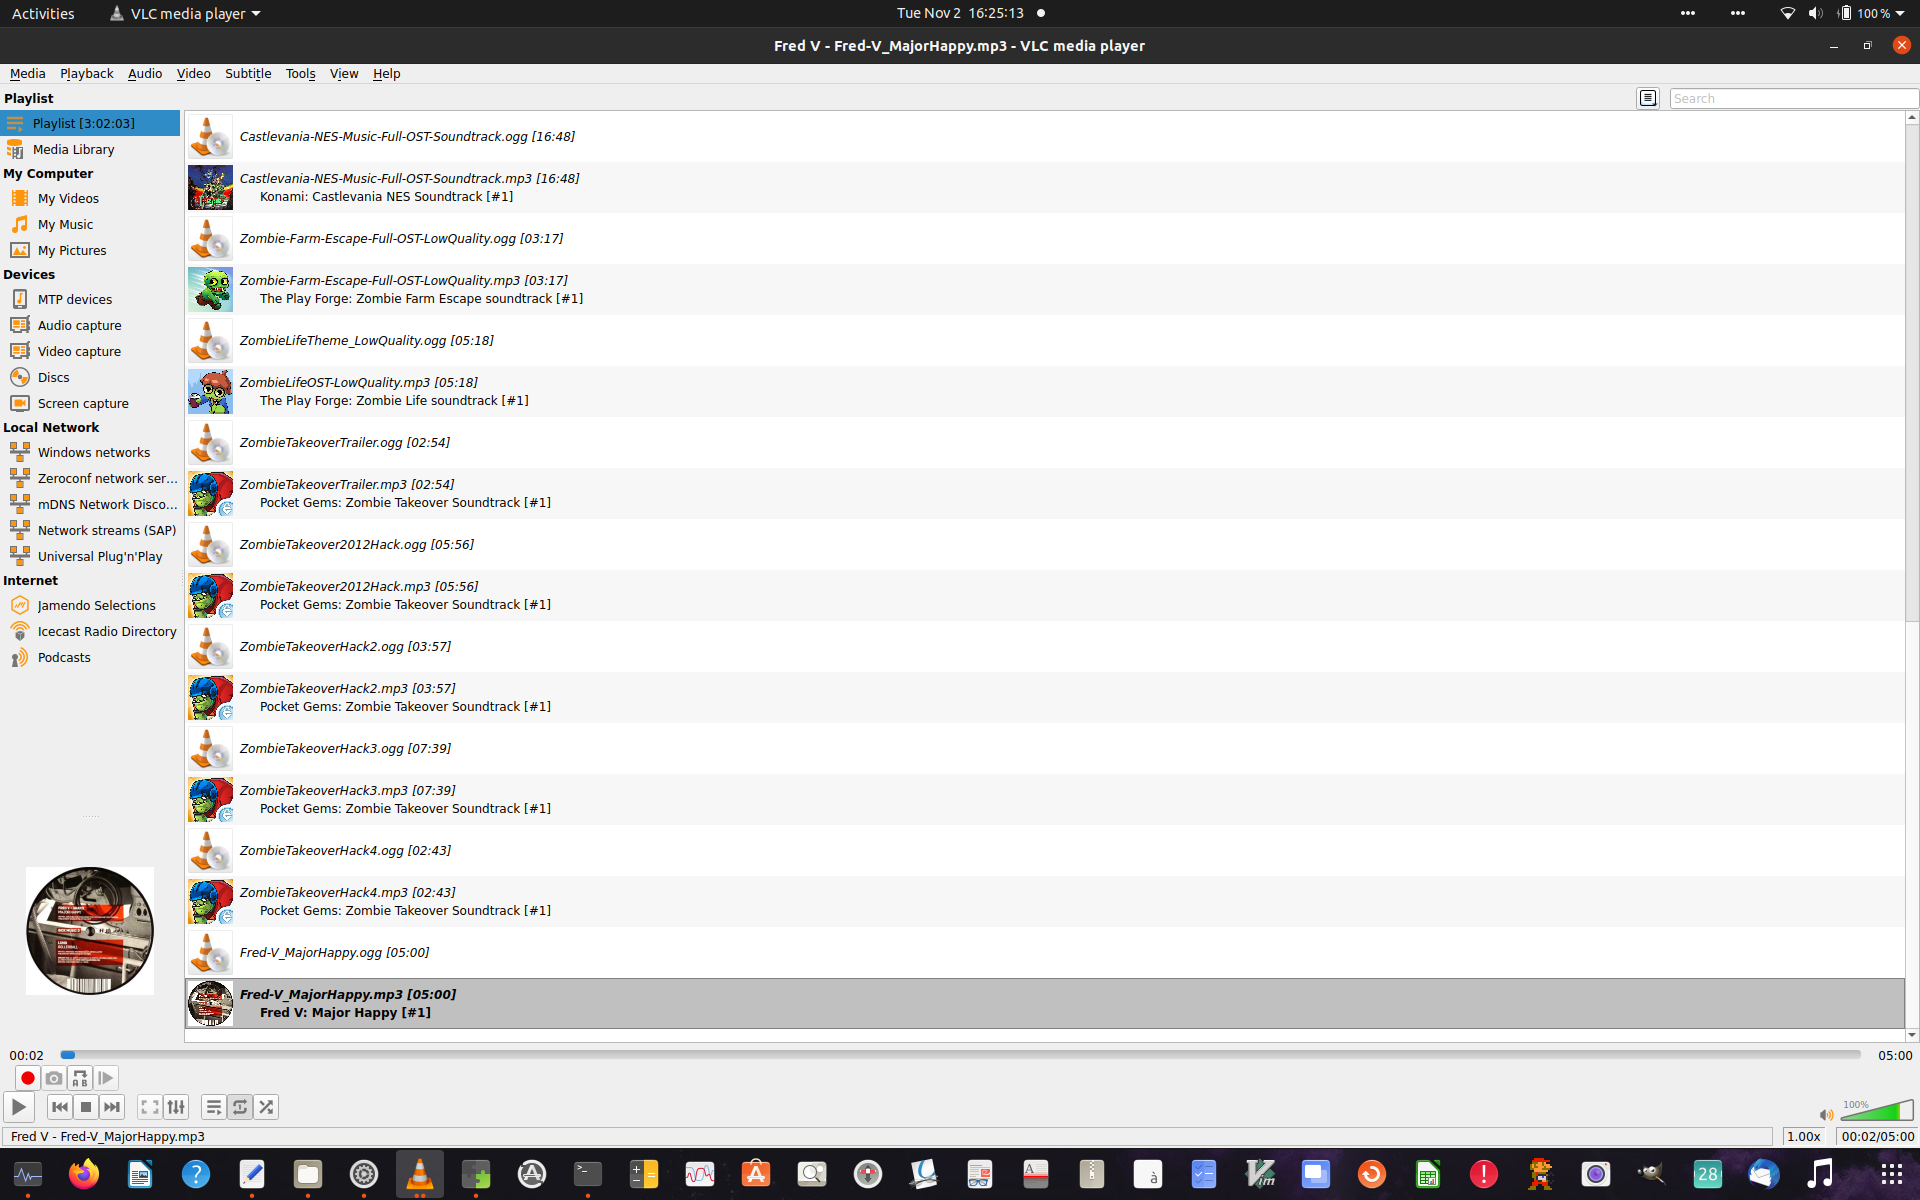 Activities
VLC media player
Tue Nov 2 16:25:13
100 %
Fred V - Fred-V_MajorHappy.mp3 - VLC media player
Media Playback Audio Video Subtitle Tools View Help
Playlist
Search
Playlist [3:02:03]
Media Library
My Computer
My Videos
My Music
My Pictures
Devices
MTP devices
Audio capture
Video capture
Discs
Screen capture
Local Network
Windows networks
Zeroconf network ser...
mDNS Network Disco...
Network streams (SAP)
Universal Plug'n'Play
Internet
Jamendo Selections
Icecast Radio Directory
Podcasts
Castlevania-NES-Music-Full-OST-Soundtrack.ogg [16:48]
Castlevania-NES-Music-Full-OST-Soundtrack.mp3 [16:48]
Konami: Castlevania NES Soundtrack [#1]
Zombie-Farm-Escape-Full-OST-LowQuality.ogg [03:17]
Zombie-Farm-Escape-Full-OST-LowQuality.mp3 [03:17]
The Play Forge: Zombie Farm Escape soundtrack [#1]
ZombieLifeTheme_LowQuality.ogg [05:18]
ZombieLifeOST-LowQuality.mp3 [05:18]
The Play Forge: Zombie Life soundtrack [#1]
ZombieTakeoverTrailer.ogg [02:54]
ZombieTakeoverTrailer.mp3 [02:54]
Pocket Gems: Zombie Takeover Soundtrack [#1]
ZombieTakeover2012Hack.ogg [05:56]
ZombieTakeover2012Hack.mp3 [05:56]
Pocket Gems: Zombie Takeover Soundtrack [#1]
ZombieTakeoverHack2.ogg [03:57]
ZombieTakeoverHack2.mp3 [03:57]
Pocket Gems: Zombie Takeover Soundtrack [#1]
ZombieTakeoverHack3.ogg [07:39]
ZombieTakeoverHack3.mp3 [07:39]
Pocket Gems: Zombie Takeover Soundtrack [#1]
ZombieTakeoverHack4.ogg [02:43]
ZombieTakeoverHack4.mp3 [02:43]
Pocket Gems: Zombie Takeover Soundtrack [#1]
Fred-V_MajorHappy.ogg [05:00]
Fred-V_MajorHappy.mp3 [05:00]
Fred V: Major Happy [#1]
00:02
05:00
A B
100%
Fred V - Fred-V_MajorHappy.mp3
1.00x
00:02/05:00
28